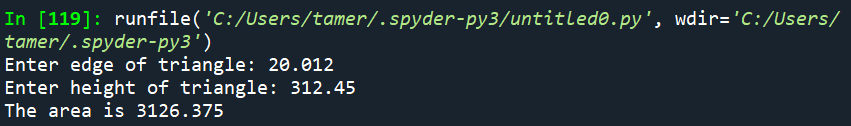 In [119]: runfile('C:/Users/tamer/.spyder-py3/untitled0.py', wdir='C:/Users/
tamer/.spyder-py3')
Enter edge of triangle: 20.012
Enter height of triangle: 312.45
The area is 3126.375